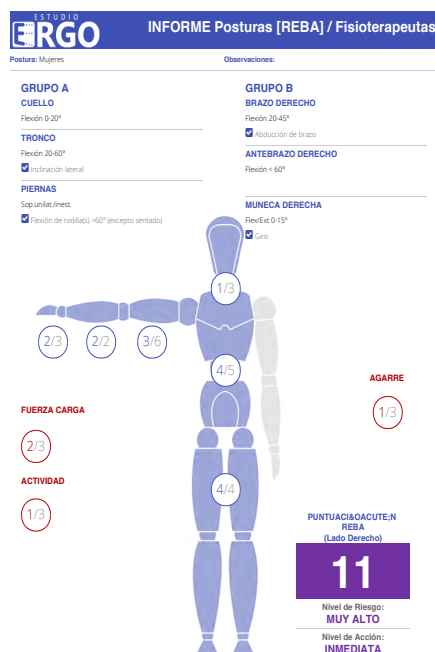 ESTUDIO
ERGO
INFORME Posturas [REBA] / Fisioterapeutas
Postura: Mujeres
Observaciones:
GRUPO A
CUELLO
Flexión 0-20°
TRONCO
Flexión 20-60°
Inclinación lateral
PIERNAS
Sop.unilat./inest.
Flexión de rodilla(s) >60° (excepto sentado)
GRUPO B
BRAZO DERECHO
Flexión 20-45°
Abducción de brazo
ANTEBRAZO DERECHO
Flexión < 60°
MUNECA DERECHA
Flex/Ext 0-15°
Giro
1/3
2/3
2/2
3/6
4/5
4/4
AGARRE
1/3
FUERZA CARGA
2/3
ACTIVIDAD
1/3
PUNTUACI&OACUTE;N
REBA
(Lado Derecho)
11
Nivel de Riesgo:
MUY ALTO
Nivel de Acción:
INMEDIATA